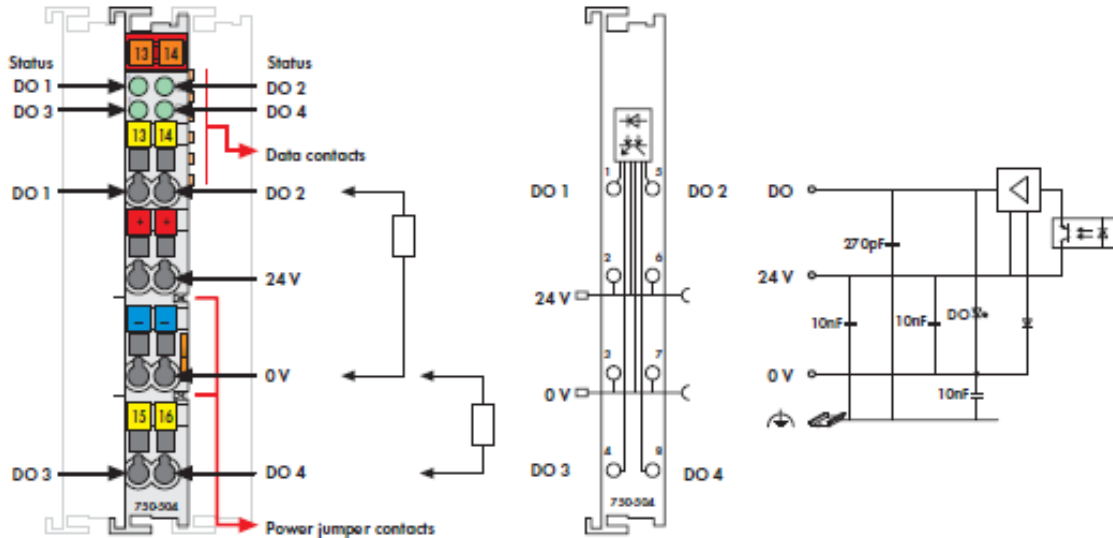 13 14
Status
Status
DO 1
DO 2
DO 3
DO 4
13 14
Data contacts
DO 1
DO 2
+ +
24 V
– –
0 V
15 16
DO 3
DO 4
750-504
Power jumper contacts
1 5
DO 1
DO 2
2 6
24 V
3 7
0 V
4 8
DO 3
DO 4
750-504
DO
270pF
24 V
10nF
10nF
DO
0 V
10nF